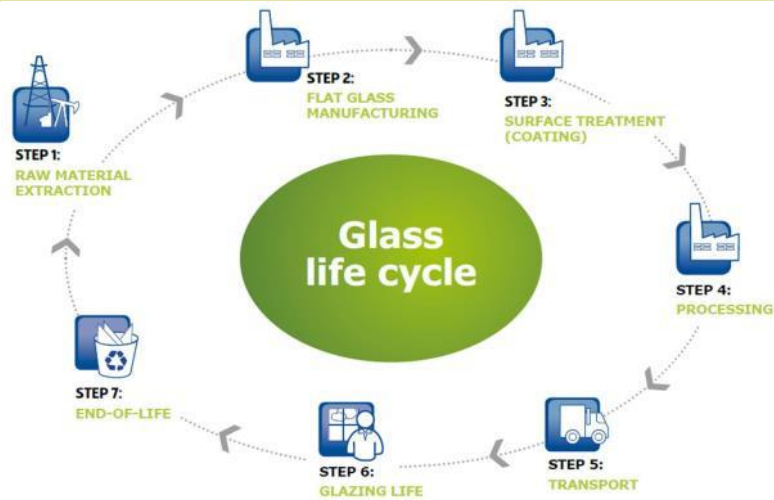 Glass
life cycle
STEP 1:
RAW MATERIAL
EXTRACTION
STEP 2:
FLAT GLASS
MANUFACTURING
STEP 3:
SURFACE TREATMENT
(COATING)
STEP 4:
PROCESSING
STEP 5:
TRANSPORT
STEP 6:
GLAZING LIFE
STEP 7:
END-OF-LIFE